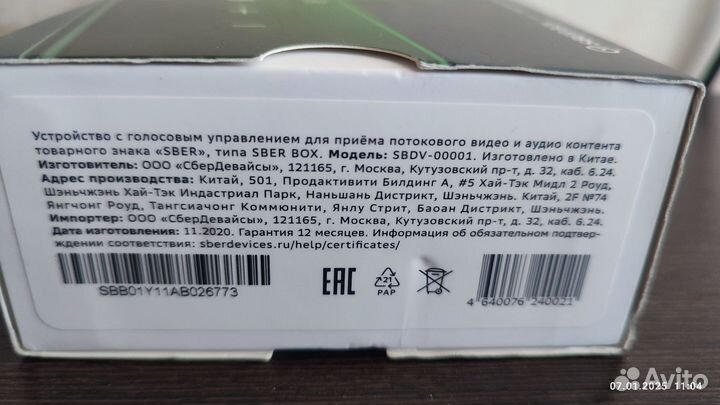 Устройство с голосовым управлением для приёма потокового видео и аудио контента
товарного знака «SBER», типа SBER BOX. Модель: SBDV-00001. Изготовлено в Китае.
Изготовитель: ООО «СберДевайсы», 121165, г. Москва, Кутузовский пр-т, д. 32, каб. 6.24.
Адрес производства: Китай, 501, Продактивити Билдинг А, #5 Хай-Тэк Мидл 2 Роуд,
Шэньчжэнь Хай-Тэк Индастриал Парк, Наньшань Дистрикт, Шэньчжэнь. Китай, 2F №74
Янгчонг Роуд, Тангсиачонг Коммунити, Янлу Стрит, Баоан Дистрикт, Шэньчжэнь.
Импортер: ООО «СберДевайсы», 121165, г. Москва, Кутузовский пр-т, д. 32, каб. 6.24.
Дата изготовления: 11.2020. Гарантия 12 месяцев. Информация об обязательном подтвер-
ждении соответствия: sberdevices.ru/help/certificates/
SBB01Y11AB026773
EAC
21
PAP
4 640076 240021
Avito
07.01.2025 11:04